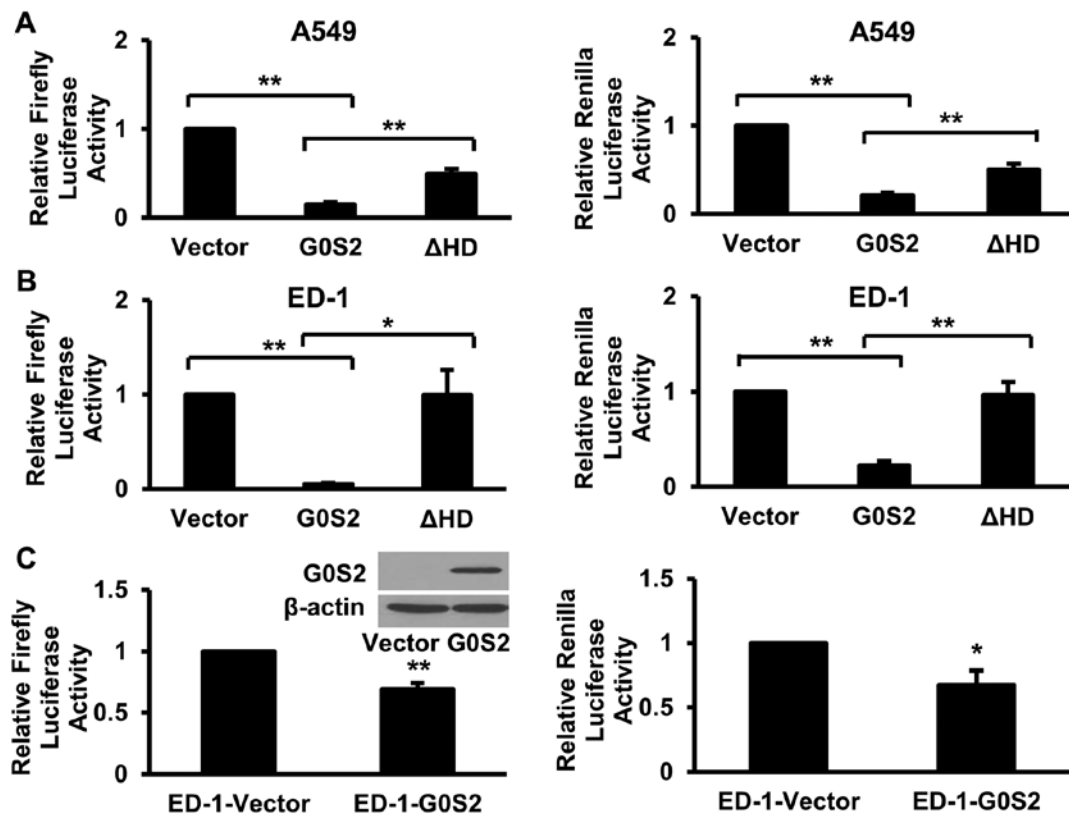 A
A549
Relative Firefly
Luciferase
Activity
2
1
0
**
**
Vector G0S2 ΔHD
A549
Relative Renilla
Luciferase
Activity
2
1
0
**
**
Vector G0S2 ΔHD
B
ED-1
Relative Firefly
Luciferase
Activity
2
1
0
**
*
Vector G0S2 ΔHD
ED-1
Relative Renilla
Luciferase
Activity
2
1
0
**
**
Vector G0S2 ΔHD
C
Relative Firefly
Luciferase
Activity
1.5
1
0.5
0
G0S2
β-actin
Vector G0S2
**
ED-1-Vector ED-1-G0S2
Relative Renilla
Luciferase
Activity
1.5
1
0.5
0
*
ED-1-Vector ED-1-G0S2